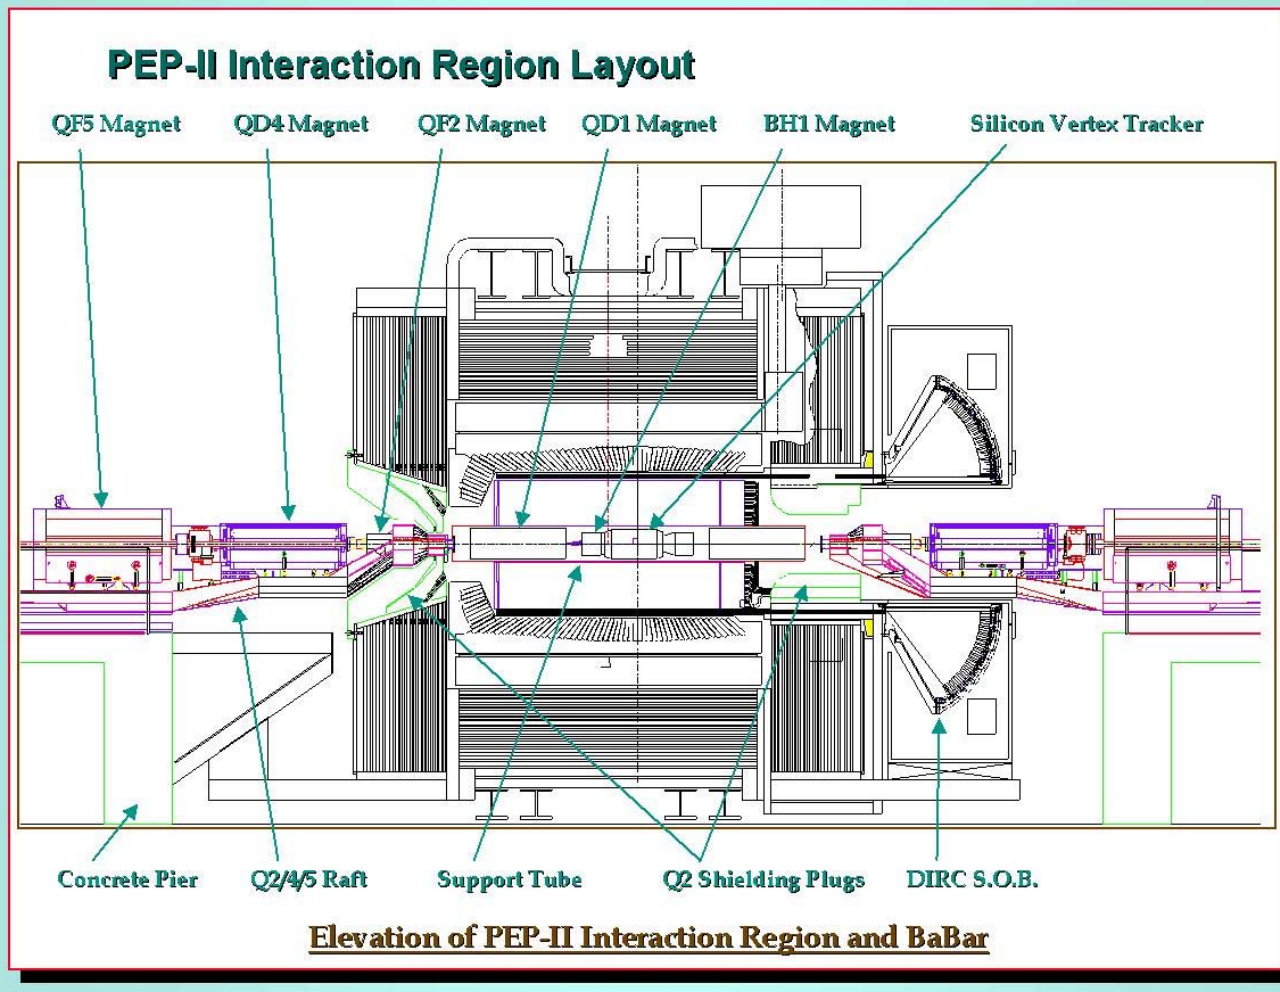 PEP-II Interaction Region Layout
QF5 Magnet QD4 Magnet QF2 Magnet QD1 Magnet BH1 Magnet Silicon Vertex Tracker
Concrete Pier Q2/4/5 Raft Support Tube Q2 Shielding Plugs DIRC S.O.B.
Elevation of PEP-II Interaction Region and BaBar